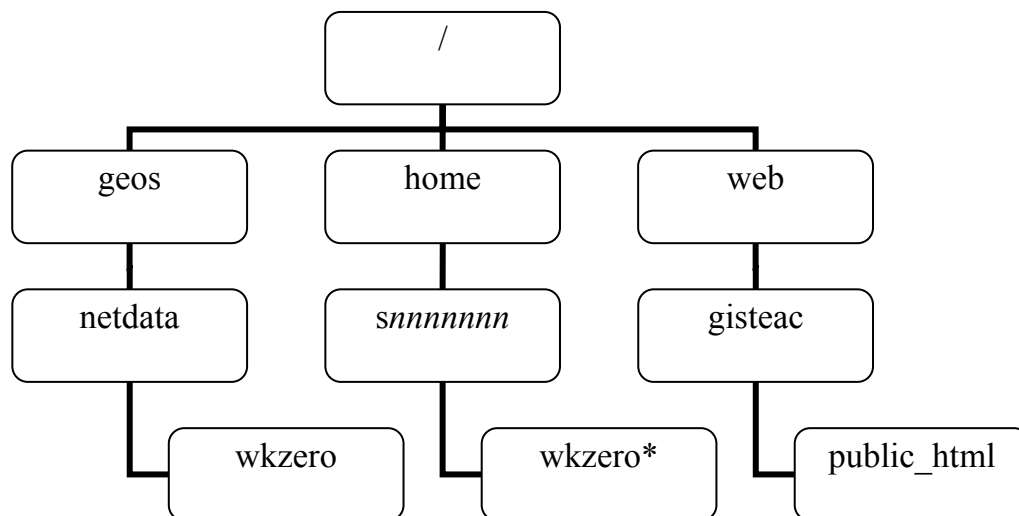 /
geos
home
web
netdata
snnnnnnn
gisteac
wkzero
wkzero*
public_html